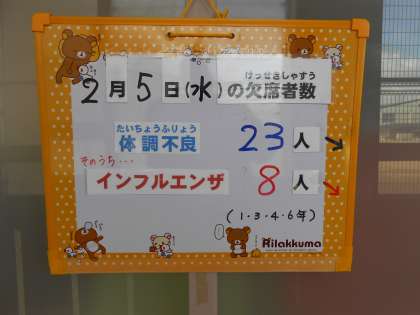 けっせきしゃすう
2月5日(水)の欠席者数
たいちょうふりょう
体調不良 23人
そのうち…
インフルエンザ 8人
(1・3・4・6年)
Rilakkuma